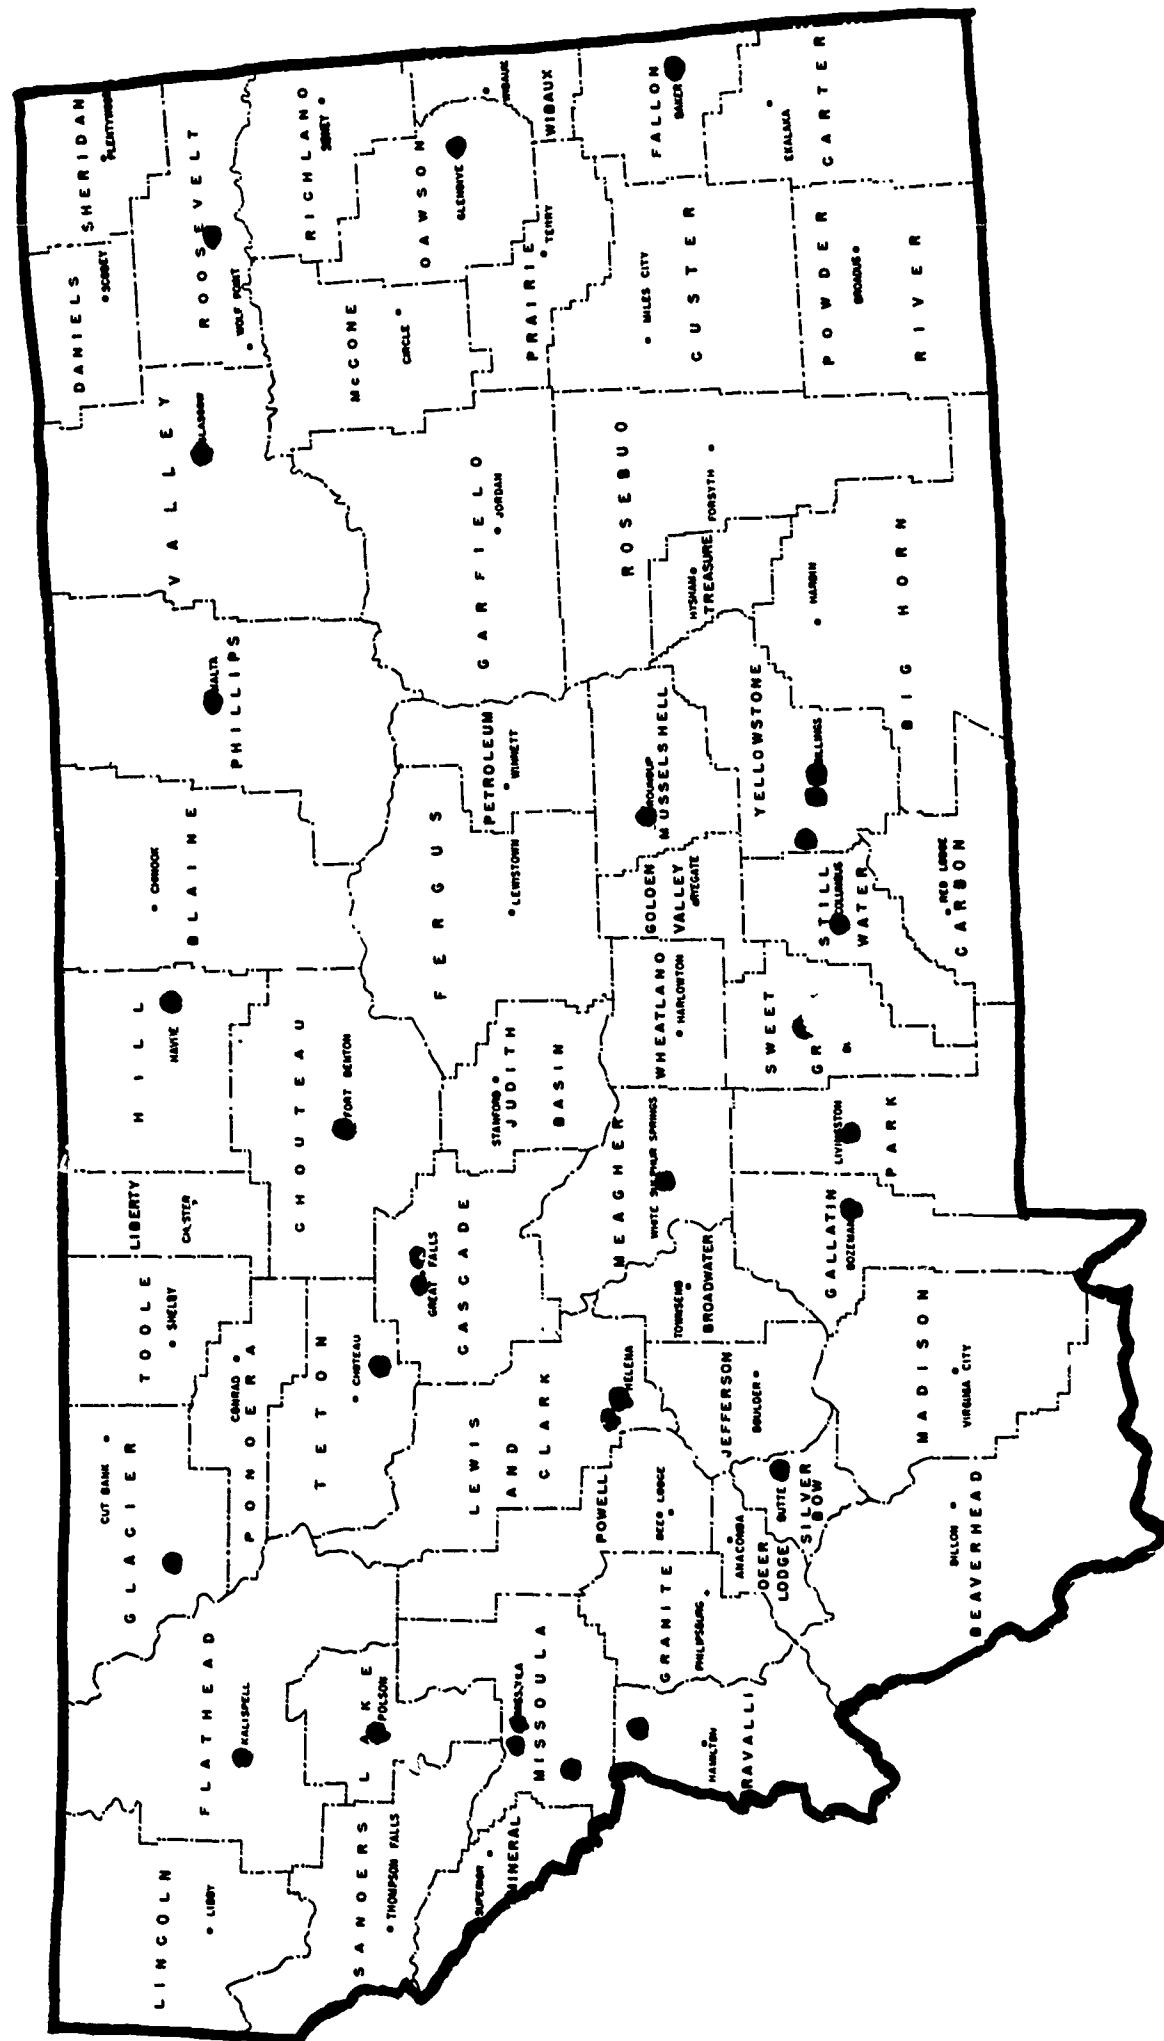 LINCOLN
LIBBY
FLATHEAD
KALISPELL
GLACIER
CUT BANK
TOOLE
SHELBY
LIBERTY
HILL
BLAINE
CHINOOK
PHILLIPS
MALTA
VALLEY
DANIELS
SCOBEY
SHERIDAN
ROOSEVELT
WOLF POINT
PONDERA
CONRAD
TETON
CHOTEAU
CHOUTEAU
FORT BENTON
SANDERS
THOMPSON FALLS
LAKE
POLSON
SUPERIOR
MINERAL
MISSOULA
LEWIS
AND
CLARK
HELENA
CASCADE
GREAT FALLS
STANFORD
JUDITH
BASIN
FERGUS
LEWISTOWN
PETROLEUM
WINNETT
GARFIELD
JORDAN
McCONE
CIRCLE
RICHLAND
SIDNEY
DAWSON
GLENDIVE
PRAIRIE
TERRY
WIBAUX
POWELL
DEER LODGE
GRANITE
PHILIPSBURG
RAVALLI
HAMILTON
ANACONDA
DEER
LODGE
BUTTE
SILVER
BOW
JEFFERSON
BOULDER
TOWNSEND
BROADWATER
MEAGHER
WHITE SULPHUR SPRINGS
WHEATLAND
HARLOWTON
GOLDEN
VALLEY
RYEGATE
ROUNDUP
MUSSELSHELL
ROSEBUD
FORSYTH
HYSHAM
TREASURE
YELLOWSTONE
CUSTER
MILES CITY
FALLON
BAKER
EKALAKA
CARTER
POWDER
RIVER
BROADUS
BIG HORN
HARDIN
STILL
WATER
COLUMBUS
RED LODGE
CARBON
SWEET
GR
BI
LIVINGSTON
PARK
GALLATIN
BOZEMAN
MADISON
VIRGINIA CITY
DILLON
BEAVERHEAD